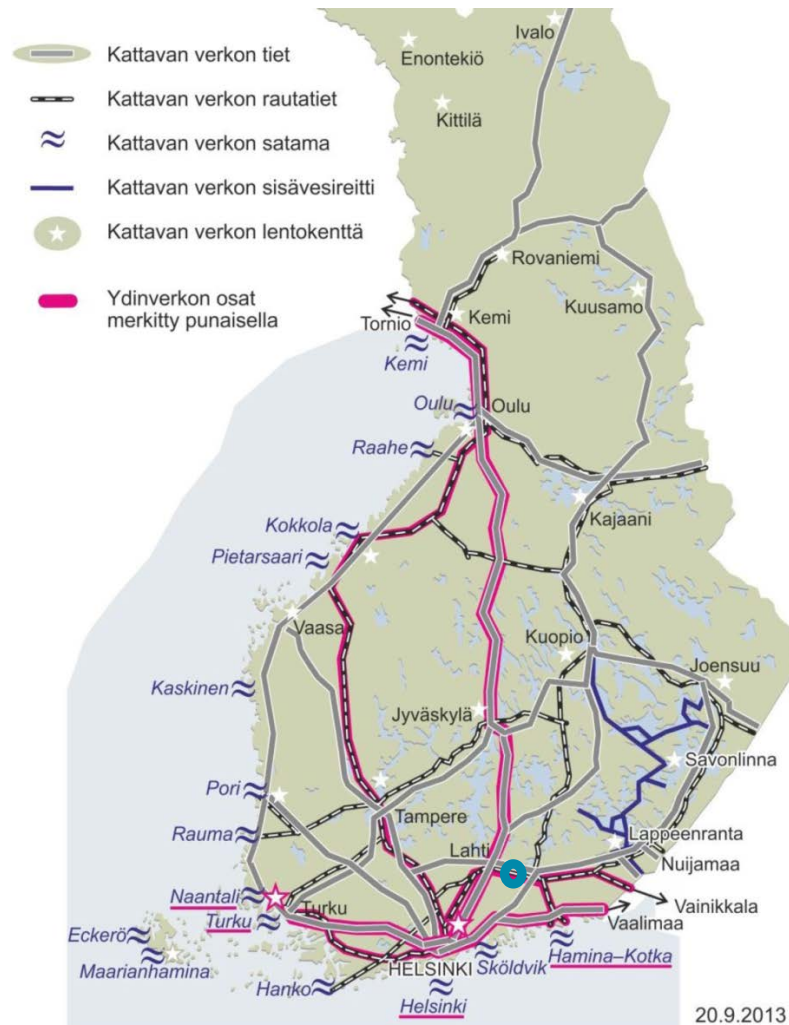 Kattavan verkon tiet
Kattavan verkon rautatiet
Kattavan verkon satama
Kattavan verkon sisävesireitti
Kattavan verkon lentokenttä
Ydinverkon osat
merkitty punaisella
Ivalo
Enontekiö
Kittilä
Rovaniemi
Kuusamo
Kemi
Tornio
Kemi
Oulu
Oulu
Raahe
Kajaani
Kokkola
Pietarsaari
Vaasa
Kuopio
Joensuu
Kaskinen
Jyväskylä
Savonlinna
Pori
Tampere
Rauma
Lappeenranta
Lahti
Nuijamaa
Naantali
Turku
Vainikkala
Turku
Vaalimaa
Eckerö
Maarianhamina
HELSINKI
Sköldvik
Hamina–Kotka
Hanko
Helsinki
20.9.2013